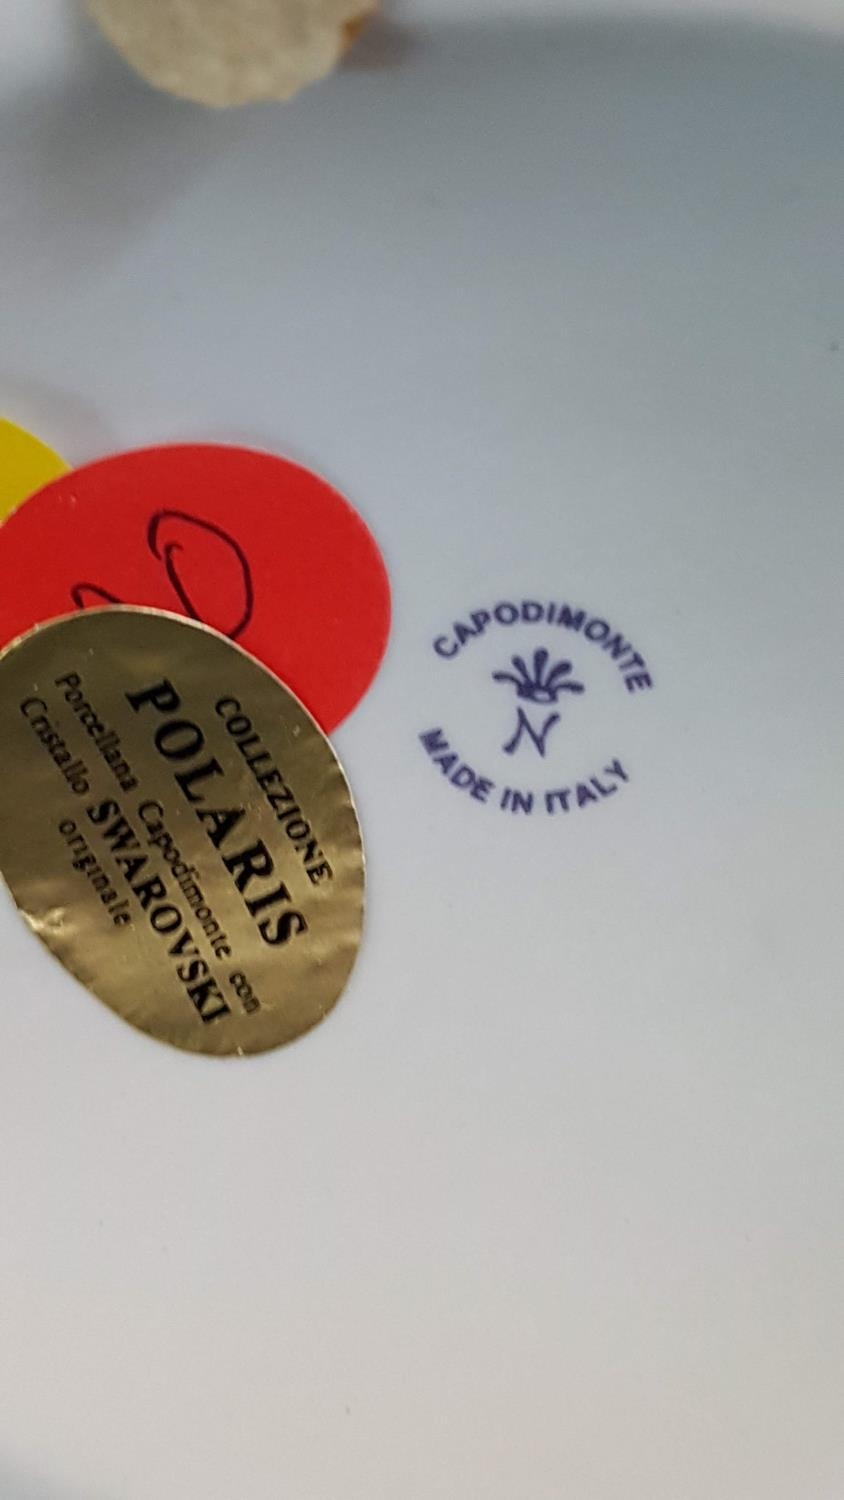 COLLEZIONE
POLARIS
Porcellana Capodimonte con
Cristallo SWAROVSKI
originale
CAPODIMONTE
N
MADE IN ITALY